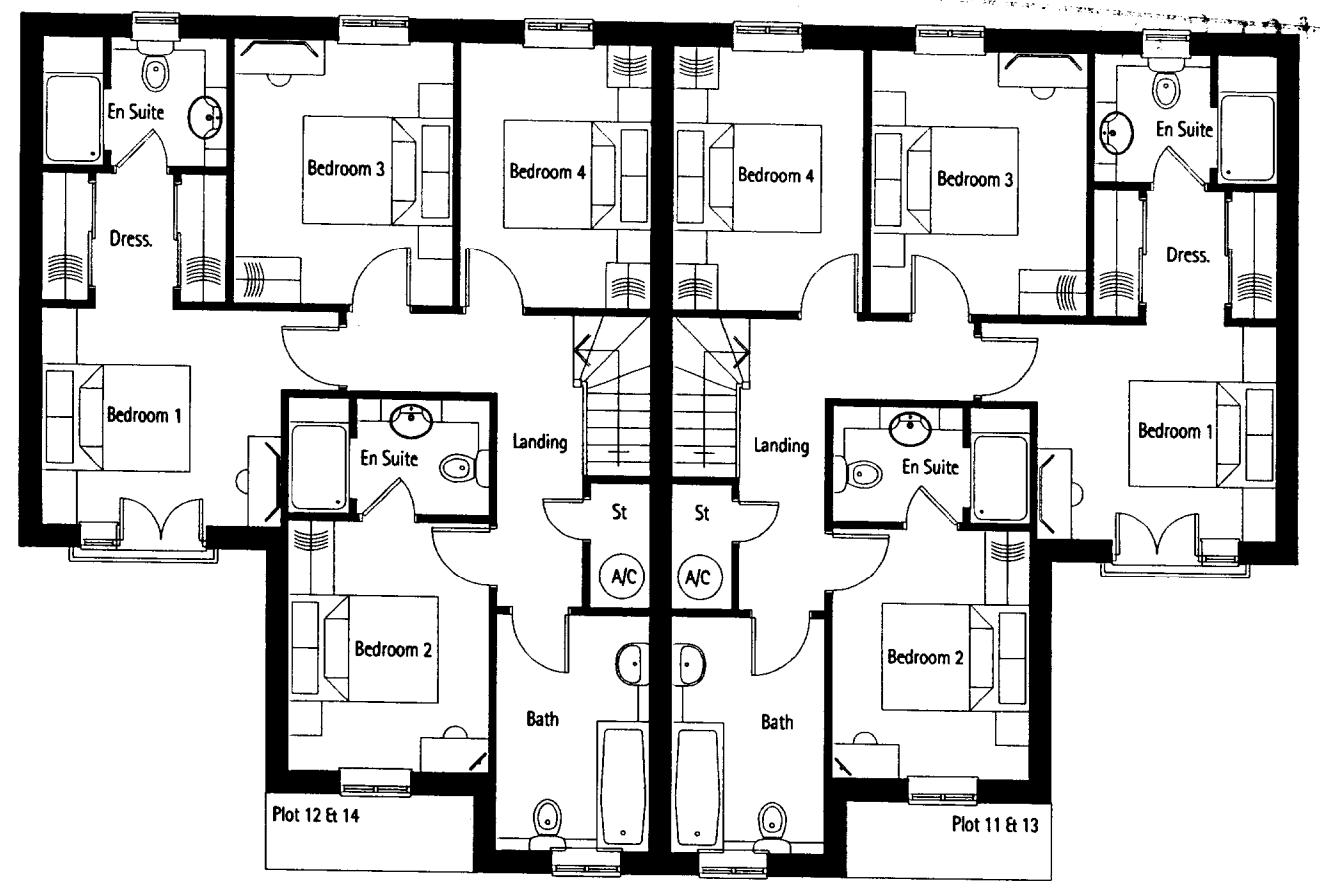 En Suite
Bedroom 3
Bedroom 4
Bedroom 4
Bedroom 3
En Suite
Dress.
Dress.
Bedroom 1
Landing
En Suite
Landing
En Suite
Bedroom 1
St
St
A/C
A/C
Bedroom 2
Bedroom 2
Bath
Bath
Plot 12 & 14
Plot 11 & 13